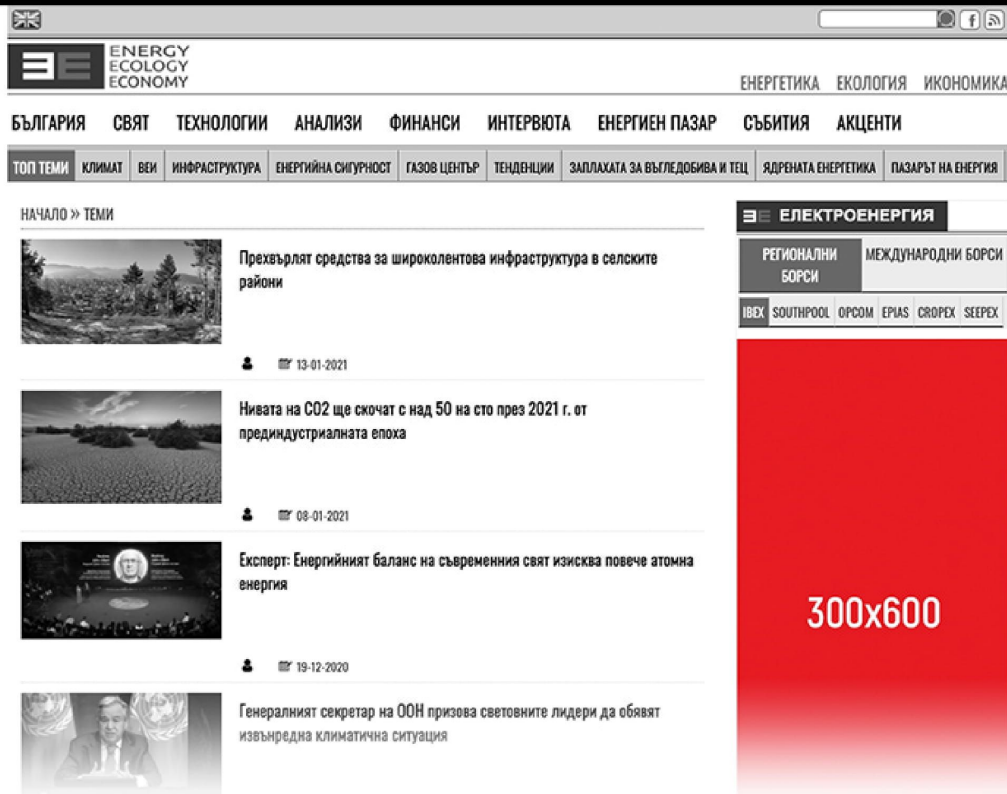 ENERGY
ECOLOGY
ECONOMY
ЕНЕРГЕТИКА ЕКОЛОГИЯ ИКОНОМИКА
БЪЛГАРИЯ СВЯТ ТЕХНОЛОГИИ АНАЛИЗИ ФИНАНСИ ИНТЕРВЮТА ЕНЕРГИЕН ПАЗАР СЪБИТИЯ АКЦЕНТИ
ТОП ТЕМИ КЛИМАТ ВЕИ ИНФРАСТРУКТУРА ЕНЕРГИЙНА СИГУРНОСТ ГАЗОВ ЦЕНТЪР ТЕНДЕНЦИИ ЗАПЛАХАТА ЗА ВЪГЛЕДОБИВА И ТЕЦ ЯДРЕНАТА ЕНЕРГЕТИКА ПАЗАРЪТ НА ЕНЕРГИЯ
НАЧАЛО » ТЕМИ
Прехвърлят средства за широколентова инфраструктура в селските
райони
13-01-2021
Нивата на CO2 ще скочат с над 50 на сто през 2021 г. от
прединдустриалната епоха
08-01-2021
Експерт: Енергийният баланс на съвременния свят изисква повече атомна
енергия
19-12-2020
Генералният секретар на ООН призова световните лидери да обявят
извънредна климатична ситуация
ЕЛЕКТРОЕНЕРГИЯ
РЕГИОНАЛНИ
БОРСИ
МЕЖДУНАРОДНИ БОРСИ
IBEX SOUTHPOOL OPCOM EPIAS CROPEX SEEPEX
300x600